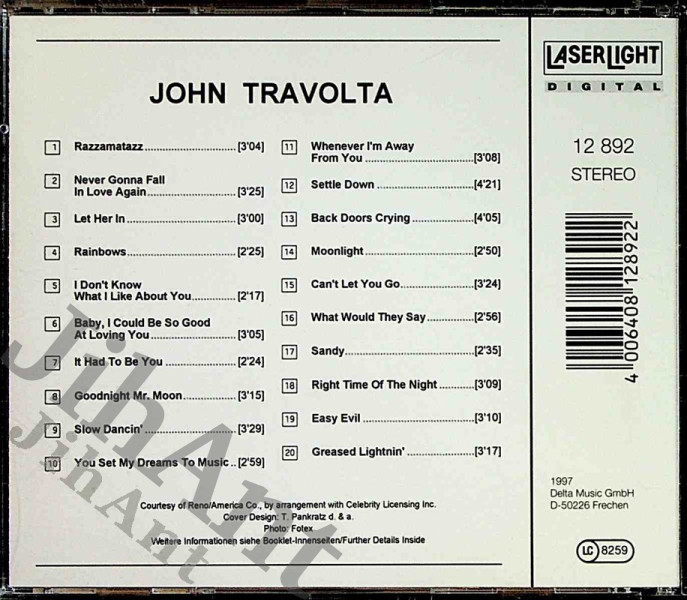 JOHN TRAVOLTA
1 Razzamatazz [3'04]
2 Never Gonna Fall
In Love Again [3'25]
3 Let Her In [3'00]
4 Rainbows [2'25]
5 I Don't Know
What I Like About You [2'17]
6 Baby, I Could Be So Good
At Loving You [3'05]
7 It Had To Be You [2'24]
8 Goodnight Mr. Moon [3'15]
9 Slow Dancin' [3'29]
10 You Set My Dreams To Music [2'59]
11 Whenever I'm Away
From You [3'08]
12 Settle Down [4'21]
13 Back Doors Crying [4'05]
14 Moonlight [2'50]
15 Can't Let You Go [3'24]
16 What Would They Say [2'56]
17 Sandy [2'35]
18 Right Time Of The Night [3'09]
19 Easy Evil [3'10]
20 Greased Lightnin' [3'17]
Courtesy of Reno/America Co., by arrangement with Celebrity Licensing Inc.
Cover Design: T. Pankratz d. & a.
Photo: Fotex
Weitere Informationen siehe Booklet-Innenseiten/Further Details Inside
LASERLIGHT
DIGITAL
12 892
STEREO
4 006408 128922
1997
Delta Music GmbH
D-50226 Frechen
LC 8259
JihAnt
JihAnt